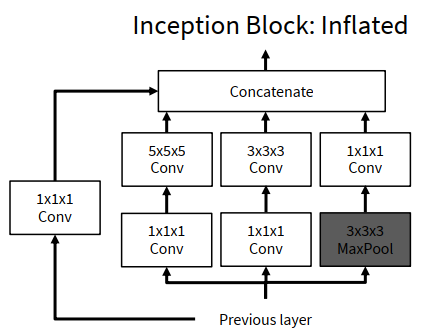 Inception Block: Inflated
Concatenate
5x5x5
Conv
3x3x3
Conv
1x1x1
Conv
1x1x1
Conv
1x1x1
Conv
1x1x1
Conv
3x3x3
MaxPool
Previous layer